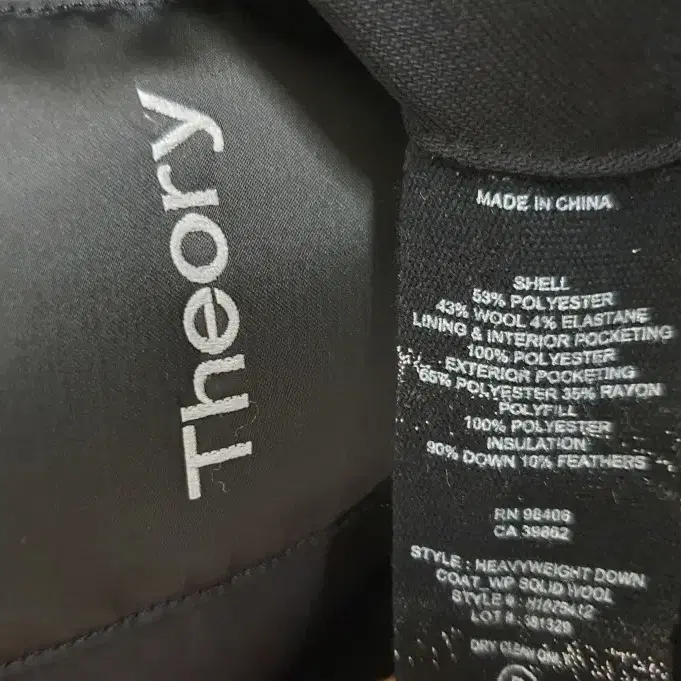 Theory
MADE IN CHINA
SHELL
53% POLYESTER
43% WOOL 4% ELASTANE
LINING & INTERIOR POCKETING
100% POLYESTER
EXTERIOR POCKETING
65% POLYESTER 35% RAYON
POLYFILL
100% POLYESTER
INSULATION
90% DOWN 10% FEATHERS
RN 98406
CA 39862
STYLE : HEAVYWEIGHT DOWN
COAT_WP SOLID WOOL
STYLE # :
LOT # :
DRY CLEAN ONLY